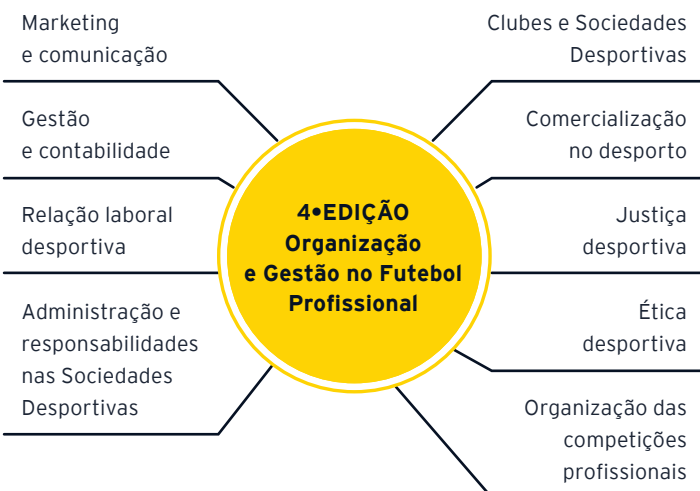 Marketing
e comunicação
Gestão
e contabilidade
Relação laboral
desportiva
Administração e
responsabilidades
nas Sociedades
Desportivas
4•EDIÇÃO
Organização
e Gestão no Futebol
Profissional
Clubes e Sociedades
Desportivas
Comercialização
no desporto
Justiça
desportiva
Ética
desportiva
Organização das
competições
profissionais